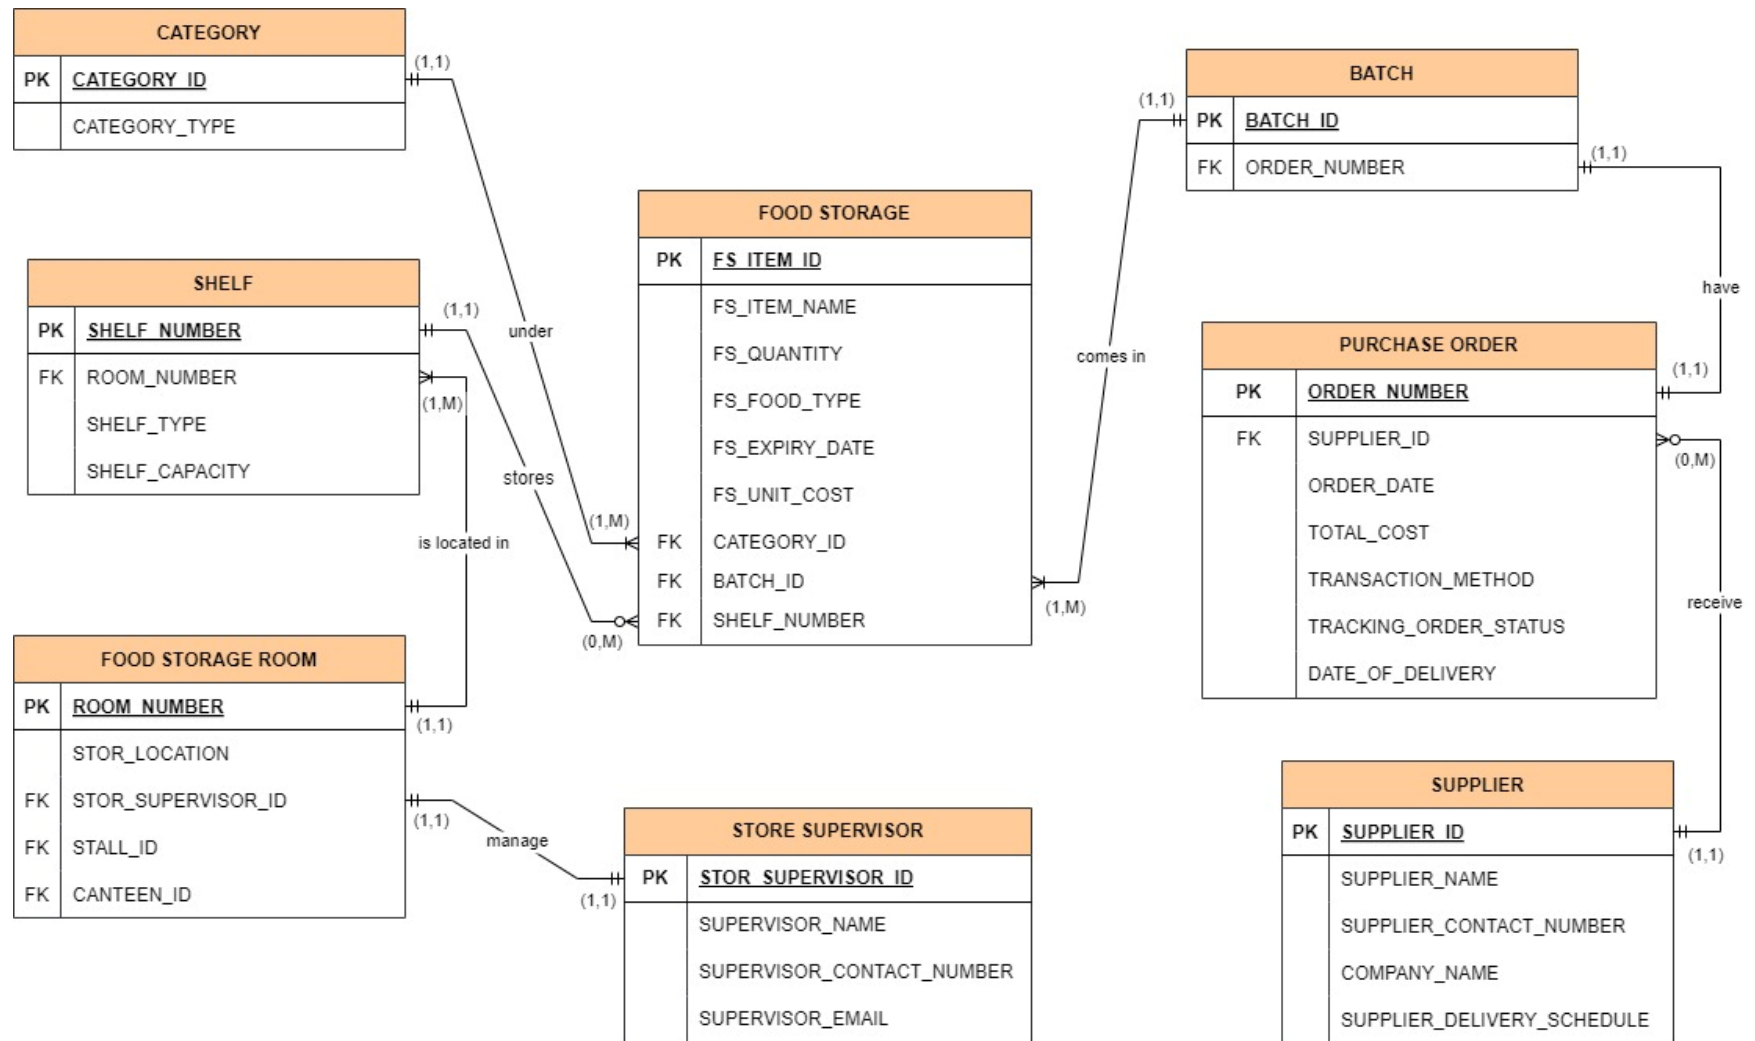 CATEGORY
PK CATEGORY_ID
CATEGORY_TYPE
(1,1)
under
(1,M)
SHELF
PK SHELF_NUMBER
FK ROOM_NUMBER
SHELF_TYPE
SHELF_CAPACITY
(1,1)
stores
(0,M)
(1,M)
is located in
(1,1)
FOOD STORAGE ROOM
PK ROOM_NUMBER
STOR_LOCATION
FK STOR_SUPERVISOR_ID
FK STALL_ID
FK CANTEEN_ID
(1,1)
manage
(1,1)
FOOD STORAGE
PK FS_ITEM_ID
FS_ITEM_NAME
FS_QUANTITY
FS_FOOD_TYPE
FS_EXPIRY_DATE
FS_UNIT_COST
FK CATEGORY_ID
FK BATCH_ID
FK SHELF_NUMBER
(1,M)
comes in
(1,1)
STORE SUPERVISOR
PK STOR_SUPERVISOR_ID
SUPERVISOR_NAME
SUPERVISOR_CONTACT_NUMBER
SUPERVISOR_EMAIL
BATCH
PK BATCH_ID
FK ORDER_NUMBER
(1,1)
have
(1,1)
PURCHASE ORDER
PK ORDER_NUMBER
FK SUPPLIER_ID
ORDER_DATE
TOTAL_COST
TRANSACTION_METHOD
TRACKING_ORDER_STATUS
DATE_OF_DELIVERY
(0,M)
receive
(1,1)
SUPPLIER
PK SUPPLIER_ID
SUPPLIER_NAME
SUPPLIER_CONTACT_NUMBER
COMPANY_NAME
SUPPLIER_DELIVERY_SCHEDULE